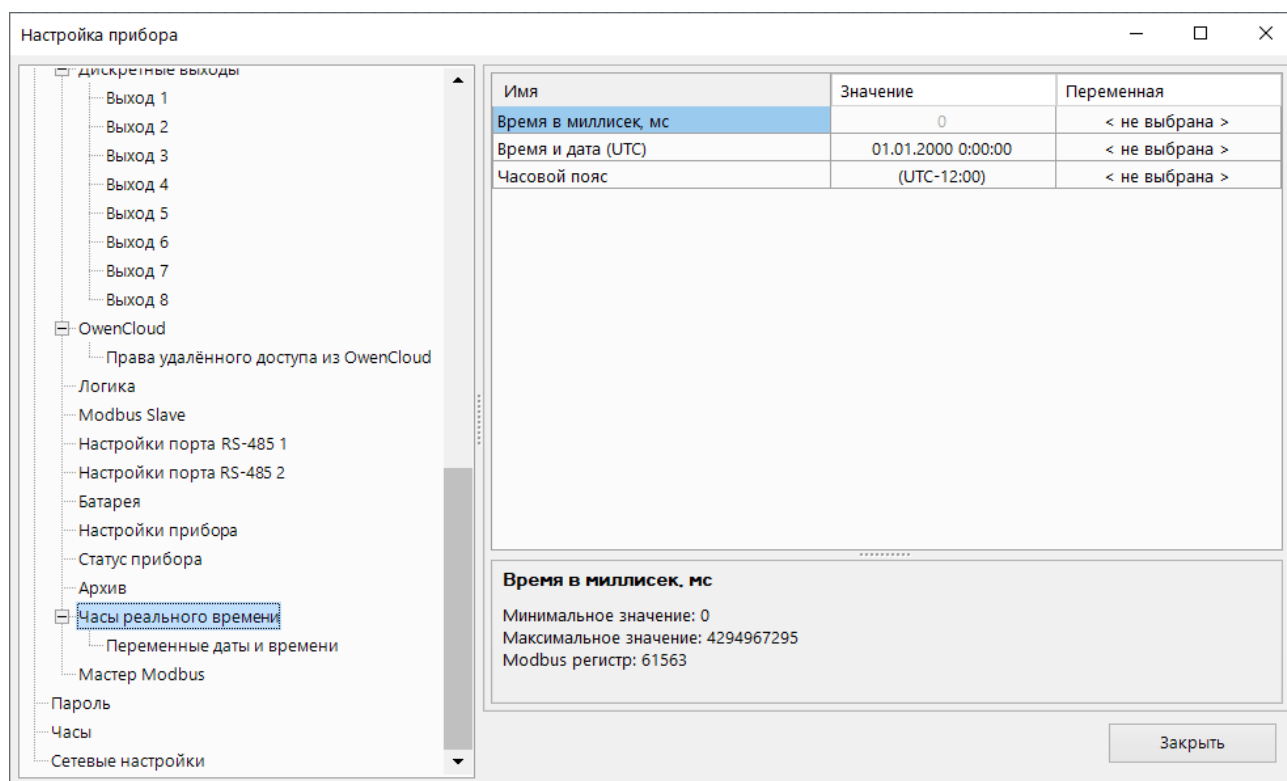 Настройка прибора
Дискретные выходы
Выход 1
Выход 2
Выход 3
Выход 4
Выход 5
Выход 6
Выход 7
Выход 8
OwenCloud
Права удалённого доступа из OwenCloud
Логика
Modbus Slave
Настройки порта RS-485 1
Настройки порта RS-485 2
Батарея
Настройки прибора
Статус прибора
Архив
Часы реального времени
Переменные даты и времени
Мастер Modbus
Пароль
Часы
Сетевые настройки
Имя Значение Переменная
Время в миллисек, мс 0 < не выбрана >
Время и дата (UTC) 01.01.2000 0:00:00 < не выбрана >
Часовой пояс (UTC-12:00) < не выбрана >
Время в миллисек, мс
Минимальное значение: 0
Максимальное значение: 4294967295
Modbus регистр: 61563
Закрыть